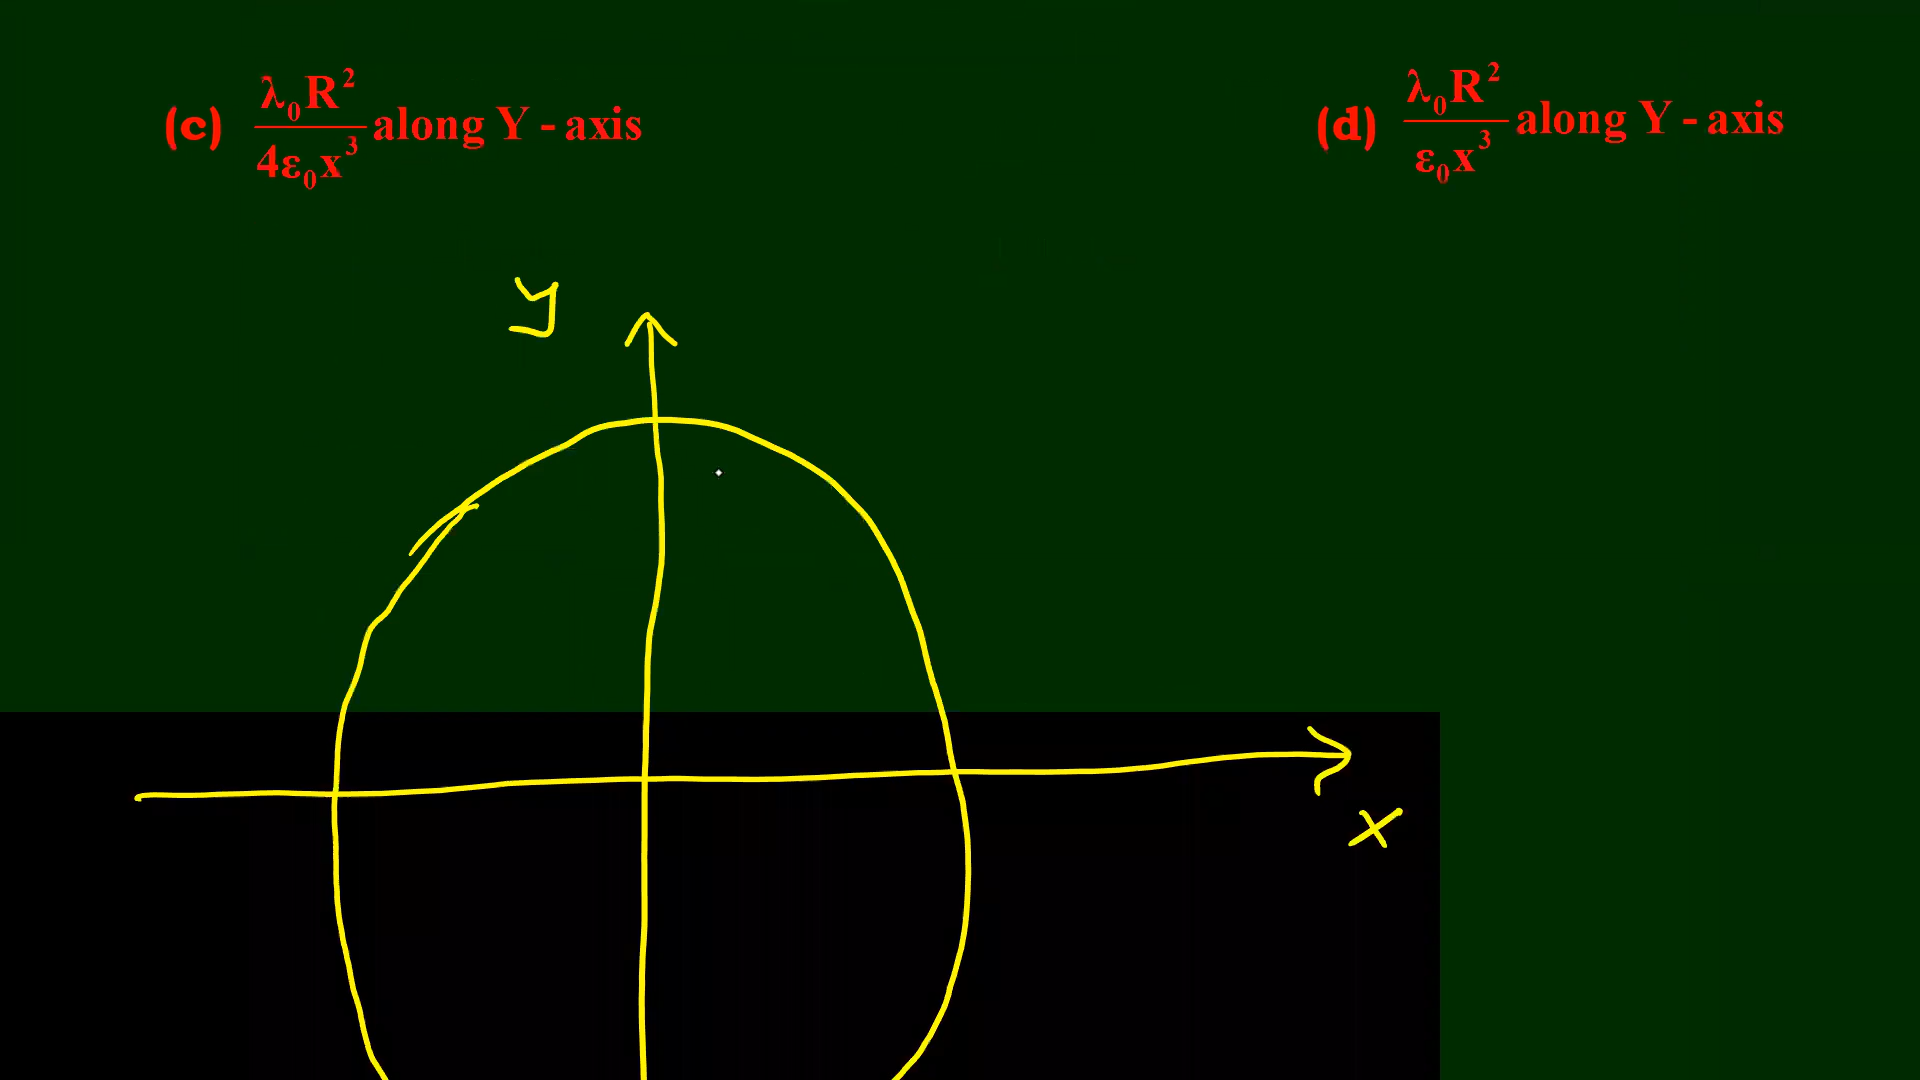 (c) λ₀R²/4ε₀x³ along Y - axis
(d) λ₀R²/ε₀x³ along Y - axis
y
x